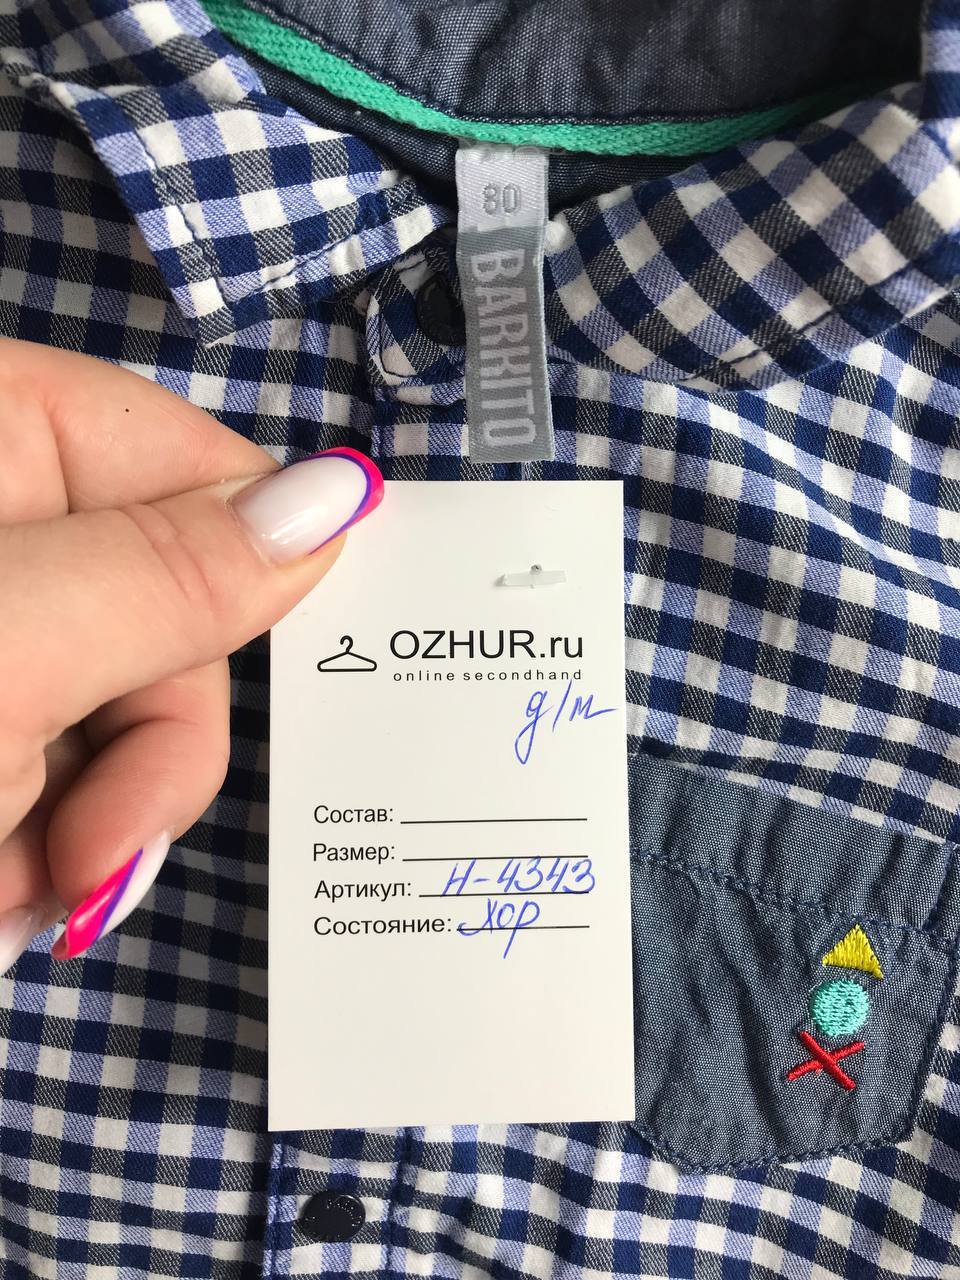 80
BARKITO
OZHUR.ru
online secondhand
д/м
Состав:
Размер:
Артикул: Н-4343
Состояние: хор